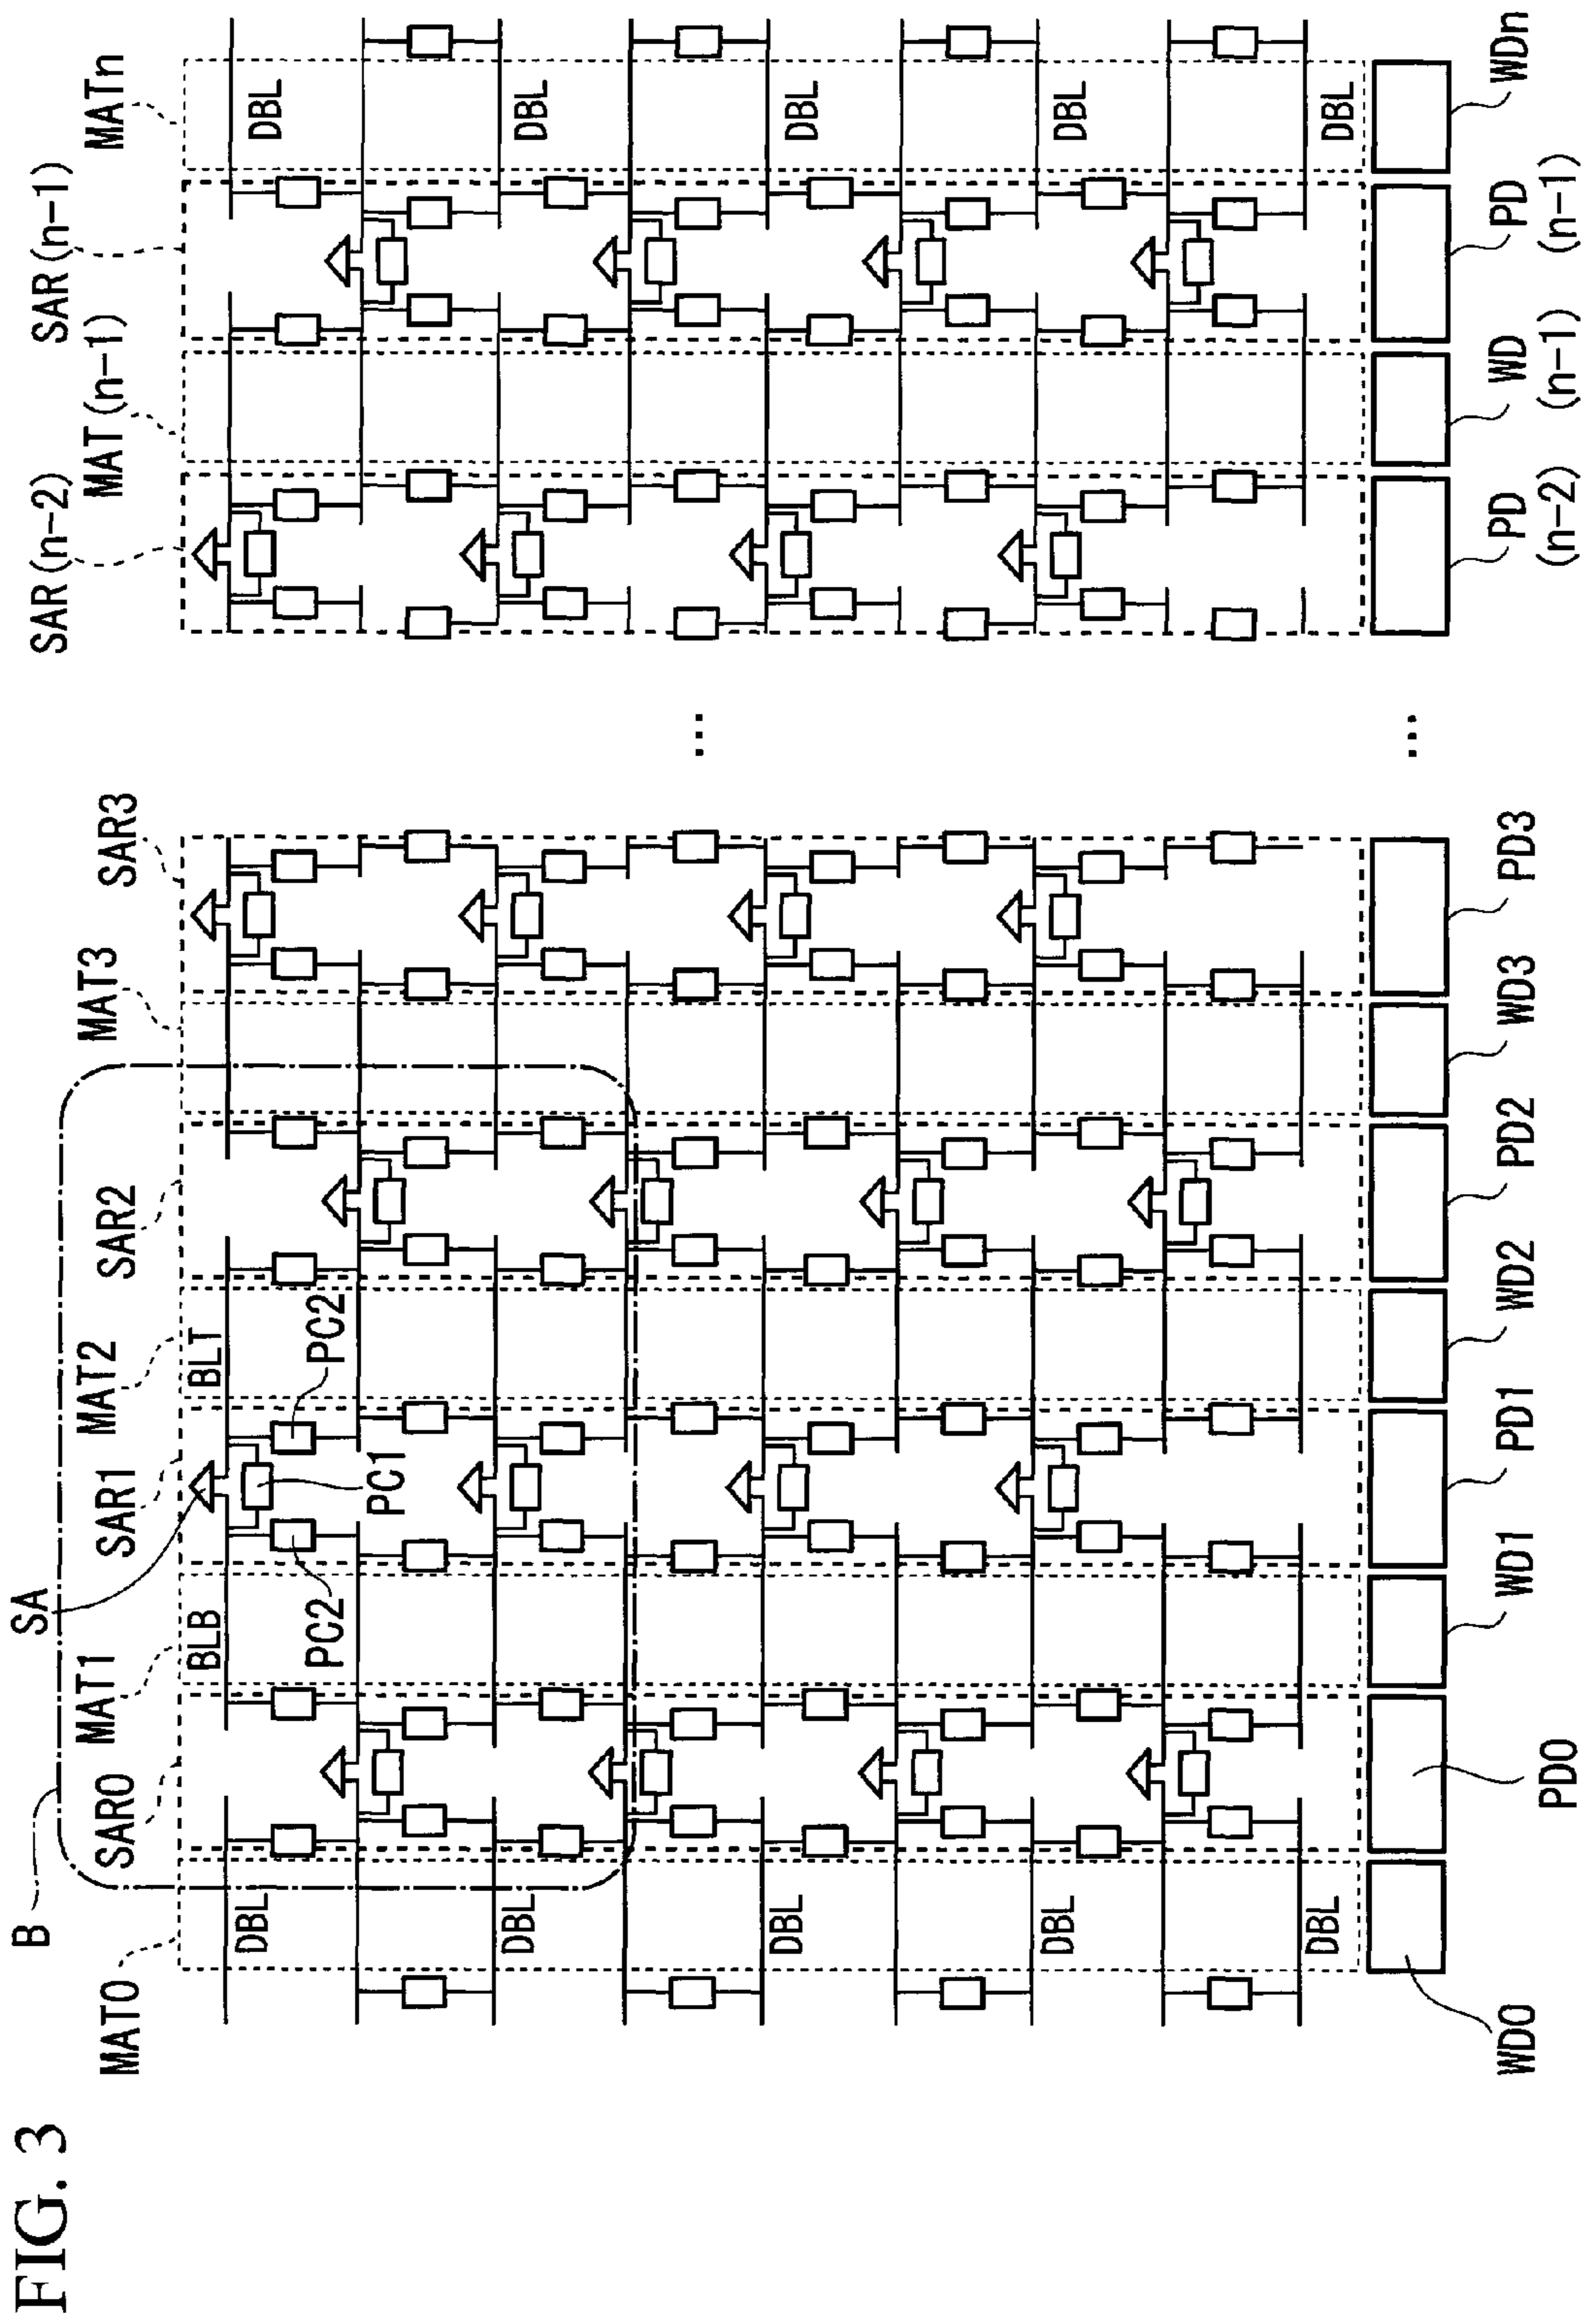 FIG. 3
B
SA
MAT0
SAR0
MAT1
SAR1
MAT2
SAR2
MAT3
SAR3
SAR(n-2)
MAT(n-1)
SAR(n-1)
MATn
BLB
BLT
PC2
PC1
PC2
DBL
DBL
DBL
DBL
DBL
DBL
DBL
DBL
DBL
DBL
...
...
WD0
PD0
WD1
PD1
WD2
PD2
WD3
PD3
PD
(n-2)
WD
(n-1)
PD
(n-1)
WDn